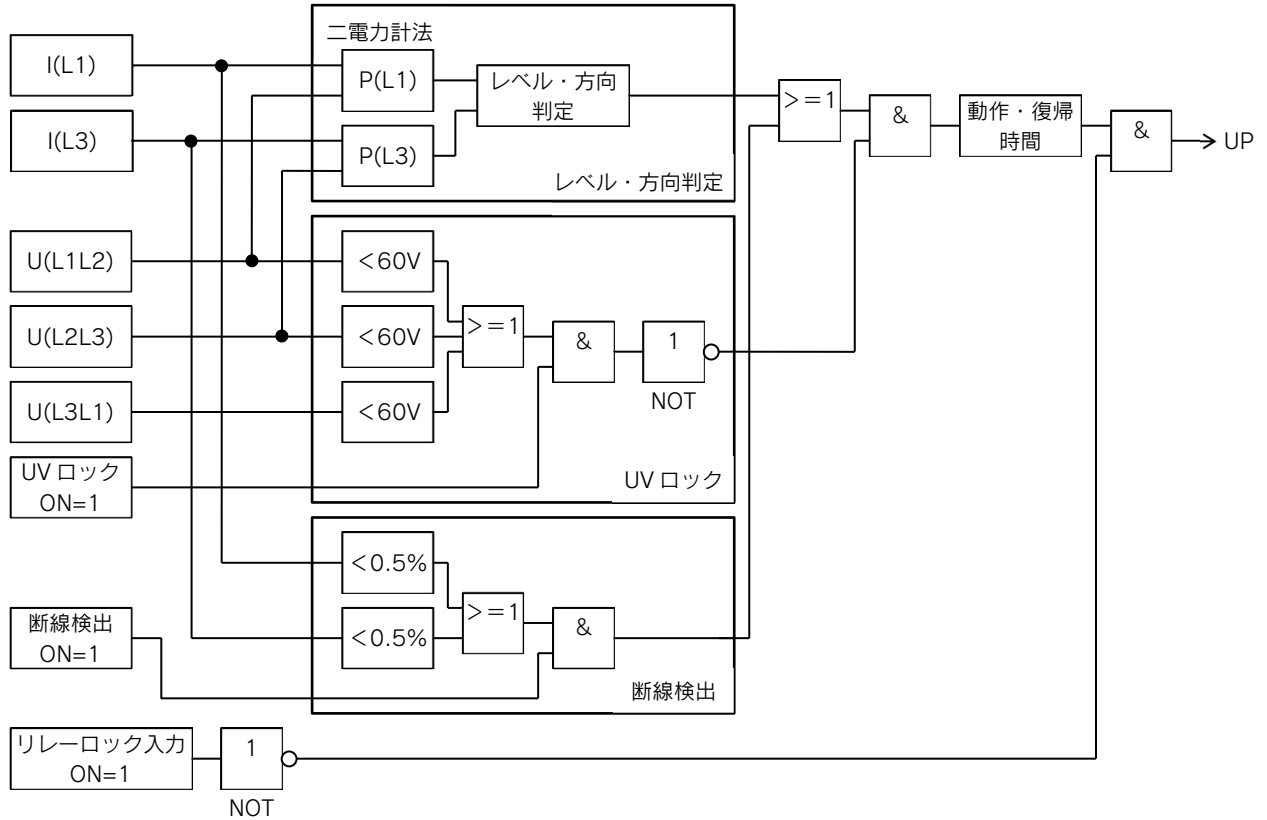 二電力計法
I(L1)
P(L1)
レベル・方向
判定
>=1
&
動作・復帰
時間
&
UP
I(L3)
P(L3)
レベル・方向判定
U(L1L2)
<60V
U(L2L3)
<60V
>=1
&
1
NOT
U(L3L1)
<60V
UV ロック
ON=1
UV ロック
<0.5%
断線検出
ON=1
<0.5%
>=1
&
断線検出
リレーロック入力
ON=1
1
NOT